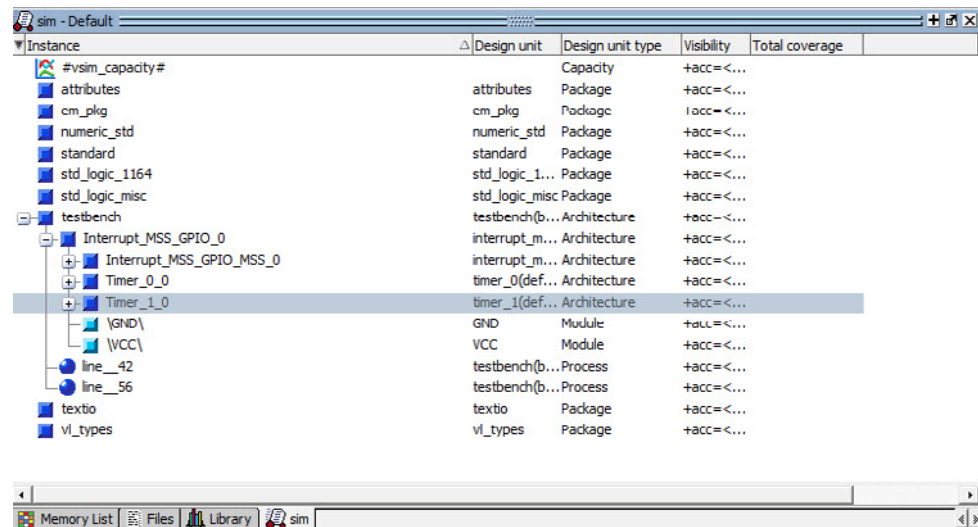 sim - Default
Instance Design unit Design unit type Visibility Total coverage
#vsim_capacity# Capacity +acc=<...
attributes attributes Package +acc=<...
cm_pkg cm_pkg Package +acc=<...
numeric_std numeric_std Package +acc=<...
standard standard Package +acc=<...
std_logic_1164 std_logic_1... Package +acc=<...
std_logic_misc std_logic_misc Package +acc=<...
testbench testbench(b... Architecture +acc=<...
Interrupt_MSS_GPIO_0 interrupt_m... Architecture +acc=<...
Interrupt_MSS_GPIO_MSS_0 interrupt_m... Architecture +acc=<...
Timer_0_0 timer_0(def... Architecture +acc=<...
Timer_1_0 timer_1(def... Architecture +acc=<...
\GND\ GND Module +acc=<...
\VCC\ VCC Module +acc=<...
line__42 testbench(b... Process +acc=<...
line__56 testbench(b... Process +acc=<...
textio textio Package +acc=<...
vl_types vl_types Package +acc=<...
Memory List Files Library sim